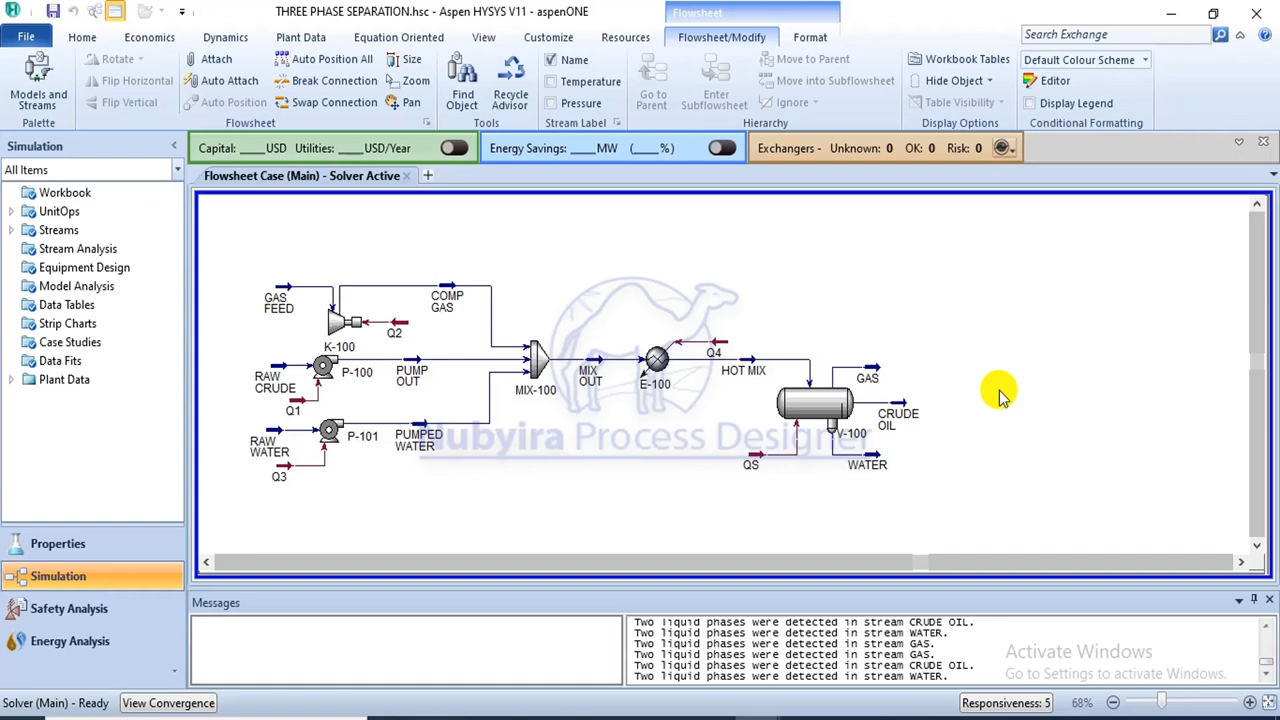 THREE PHASE SEPARATION.hsc - Aspen HYSYS V11 - aspenONE
Flowsheet
File Home Economics Dynamics Plant Data Equation Oriented View Customize Resources Flowsheet/Modify Format
Search Exchange
Models and Streams
Palette
Rotate
Flip Horizontal
Flip Vertical
Attach
Auto Attach
Auto Position
Auto Position All
Break Connection
Swap Connection
Size
Zoom
Pan
Flowsheet
Find Object
Recycle Advisor
Tools
Name
Temperature
Pressure
Stream Label
Go to Parent
Enter Subflowsheet
Move to Parent
Move into Subflowsheet
Ignore
Hierarchy
Workbook Tables
Hide Object
Table Visibility
Display Options
Default Colour Scheme
Editor
Display Legend
Conditional Formatting
Simulation
Capital: ____USD Utilities: ____USD/Year
Energy Savings: ____MW (____%)
Exchangers - Unknown: 0 OK: 0 Risk: 0
All Items
Flowsheet Case (Main) - Solver Active
Workbook
UnitOps
Streams
Stream Analysis
Equipment Design
Model Analysis
Data Tables
Strip Charts
Case Studies
Data Fits
Plant Data
Properties
Simulation
Safety Analysis
Energy Analysis
GAS FEED
COMP GAS
Q2
K-100
RAW CRUDE
P-100
PUMP OUT
Q1
RAW WATER
P-101
PUMPED WATER
Q3
MIX-100
MIX OUT
E-100
Q4
HOT MIX
GAS
CRUDE OIL
V-100
QS
WATER
Process Designer
Messages
Two liquid phases were detected in stream CRUDE OIL.
Two liquid phases were detected in stream WATER.
Two liquid phases were detected in stream GAS.
Two liquid phases were detected in stream GAS.
Two liquid phases were detected in stream CRUDE OIL.
Two liquid phases were detected in stream WATER.
Activate Windows
Go to Settings to activate Windows.
Solver (Main) - Ready
View Convergence
Responsiveness: 5
68%